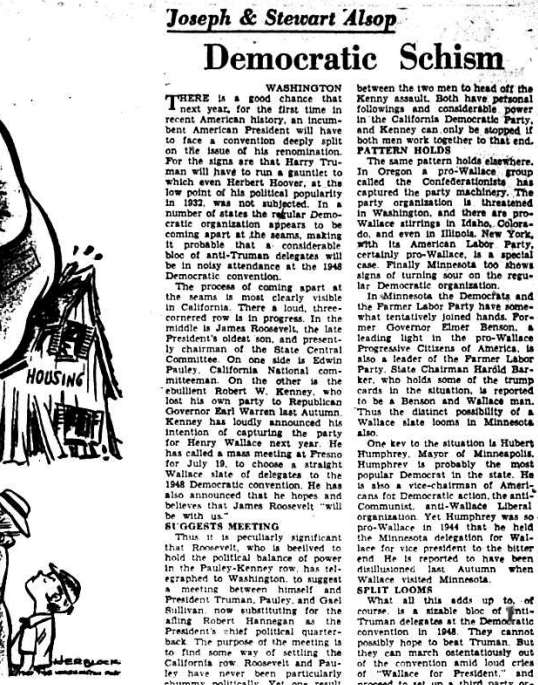 Joseph & Stewart Alsop
Democratic Schism
WASHINGTON
THERE is a good chance that
next year, for the first time in
recent American history, an incum-
bent American President will have
to face a convention deeply split
on the issue of his renomination.
For the signs are that Harry Tru-
man will have to run a gauntlet to
which even Herbert Hoover, at the
low point of his political popularity
in 1932, was not subjected. In a
number of states the regular Demo-
cratic organization appears to be
coming apart at the seams, making
it probable that a considerable
bloc of anti-Truman delegates will
be in noisy attendance at the 1948
Democratic convention.
The process of coming apart at
the seams is most clearly visible
in California. There a loud, three-
cornered row is in progress. In the
middle is James Roosevelt, the late
President's oldest son, and present-
ly chairman of the State Central
Committee. On one side is Edwin
Pauley, California National com-
mitteeman. On the other is the
ebullient Robert W. Kenney, who
lost his own party to Republican
Governor Earl Warren last Autumn.
Kenney has loudly announced his
intention of capturing the party
for Henry Wallace next year. He
has called a mass meeting at Fresno
for July 19, to choose a straight
Wallace slate of delegates to the
1948 Democratic convention. He has
also announced that he hopes and
believes that James Roosevelt "will
be with us."
SUGGESTS MEETING
Thus it is peculiarly significant
that Roosevelt, who is beelived to
hold the political balance of power
in the Pauley-Kenney row, has tel-
egraphed to Washington, to suggest
a meeting between himself and
President Truman, Pauley, and Gael
Sullivan, now substituting for the
ailing Robert Hannegan as the
President's chief political quarter-
back. The purpose of the meeting is
to find some way of settling the
California row. Roosevelt and Pau-
ley have never been particularly
chummy politically. Yet one result
between the two men to head off the
Kenny assault. Both have personal
followings and considerable power
in the California Democratic Party,
and Kenney can only be stopped if
both men work together to that end.
PATTERN HOLDS
The same pattern holds elsewhere.
In Oregon a pro-Wallace group
called the Confederationists has
captured the party machinery. The
party organization is threatened
in Washington, and there are pro-
Wallace stirrings in Idaho, Colora-
do, and even in Illinois. New York,
with its American Labor Party,
certainly pro-Wallace, is a special
case. Finally Minnesota too shows
signs of turning sour on the regu-
lar Democratic organization.
In Minnesota the Democrats and
the Farmer Labor Party have some-
what tentatively joined hands. For-
mer Governor Elmer Benson, a
leading light in the pro-Wallace
Progressive Citizens of America, is
also a leader of the Farmer Labor
Party. State Chairman Harold Bar-
ker, who holds some of the trump
cards in the situation, is reported
to be a Benson and Wallace man.
Thus the distinct possibility of a
Wallace slate looms in Minnesota
also.
One key to the situation is Hubert
Humphrey, Mayor of Minneapolis.
Humphrey is probably the most
popular Democrat in the state. He
is also a vice-chairman of Ameri-
cans for Democratic action, the anti-
Communist, anti-Wallace Liberal
organization. Yet Humphrey was so
pro-Wallace in 1944 that he held
the Minnesota delegation for Wal-
lace for vice president to the bitter
end. He is reported to have been
disillusioned last Autumn when
Wallace visited Minnesota.
SPLIT LOOMS
What all this adds up to, of
course, is a sizable bloc of anti-
Truman delegates at the Democratic
convention in 1948. They cannot
possibly hope to beat Truman. But
they can march ostentatiously out
of the convention amid loud cries
of "Wallace for President," and
proceed to set up a third party or-
HOUSING
HERBLOCK